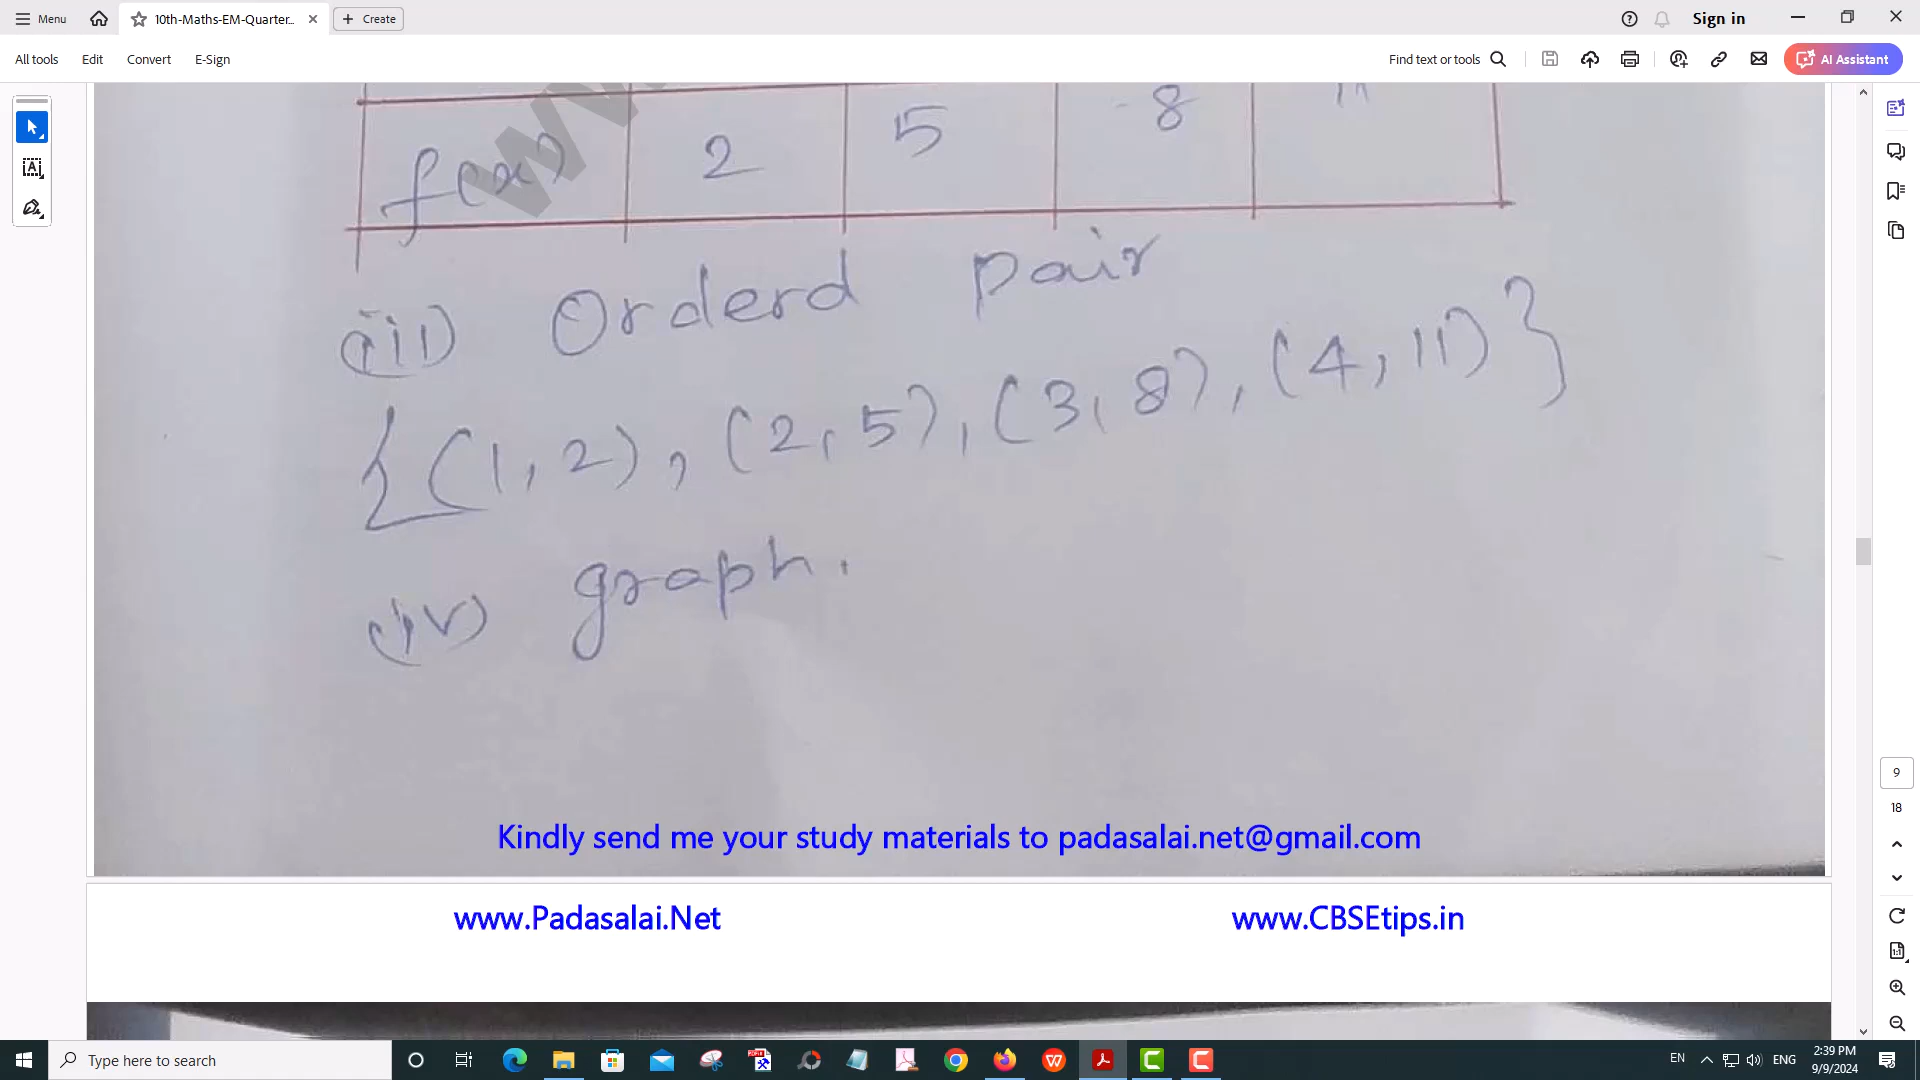 Menu
10th-Maths-EM-Quarter...
Create
Sign in
All tools
Edit
Convert
E-Sign
Find text or tools
AI Assistant
f(x) 2 5 8 11
(iii) Orderd pair
{(1,2), (2,5), (3,8), (4,11)}
(iv) graph.
Kindly send me your study materials to padasalai.net@gmail.com
www.Padasalai.Net
www.CBSEtips.in
9
18
Type here to search
EN
ENG
2:39 PM
9/9/2024